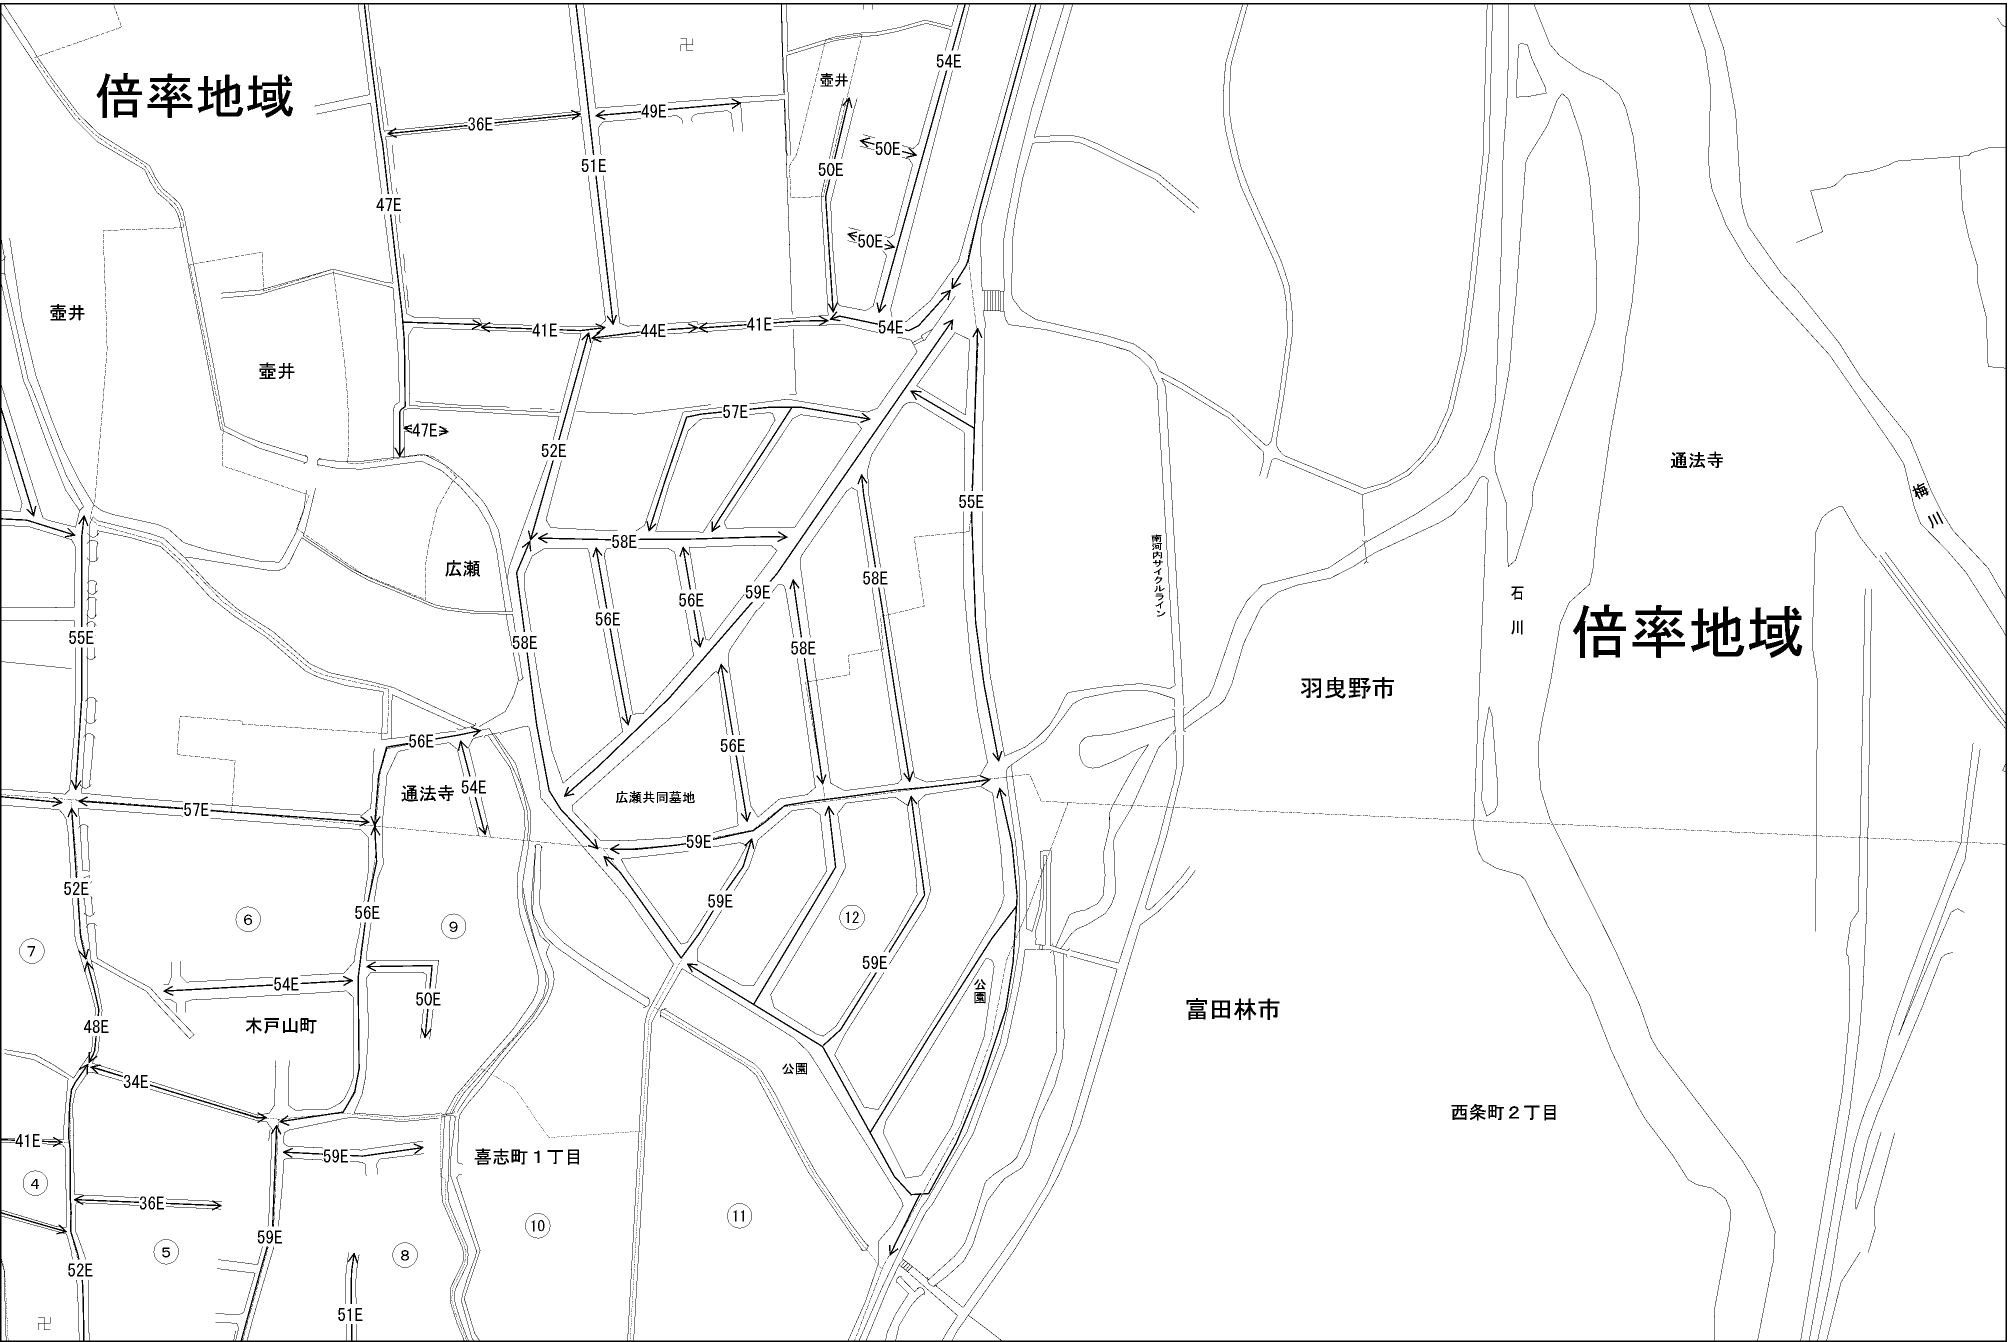 54E
倍率地域
壺井
49E
36E
50E
51E
50E
47E
50E
壺井
41E
44E
41E
54E
壺井
57E
47E
52E
通法寺
55E
梅川
58E
広瀬
南河内サイクルライン
58E
59E
石川
56E
56E
倍率地域
55E
58E
58E
羽曳野市
56E
56E
通法寺
54E
広瀬共同墓地
57E
59E
52E
59E
56E
⑥
⑨
⑫
⑦
59E
54E
50E
公園
富田林市
48E
木戸山町
公園
34E
西条町2丁目
41E
59E
喜志町1丁目
④
36E
⑪
⑩
59E
⑤
⑧
52E
51E